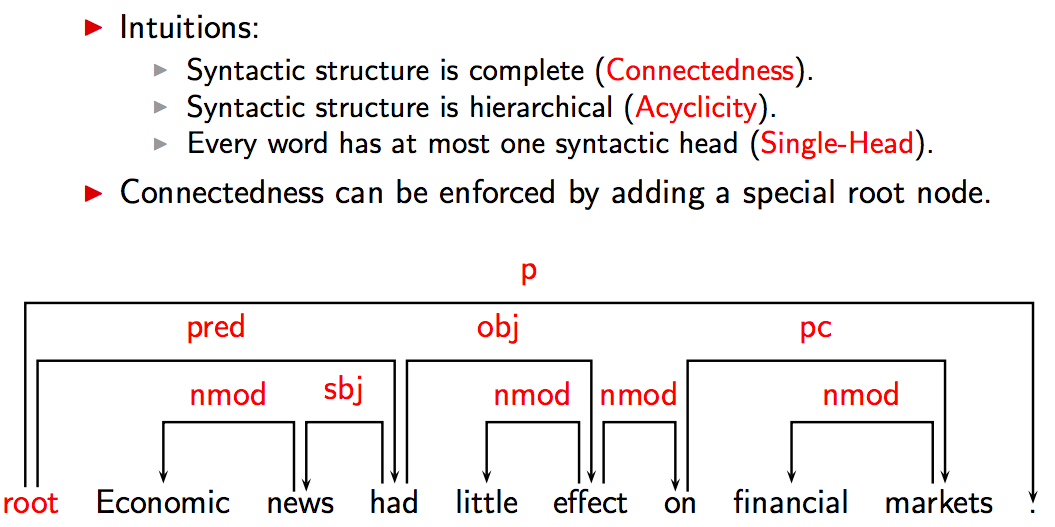 Intuitions:
Syntactic structure is complete (Connectedness).
Syntactic structure is hierarchical (Acyclicity).
Every word has at most one syntactic head (Single-Head).
Connectedness can be enforced by adding a special root node.
p
pred obj pc
nmod sbj nmod nmod nmod
root Economic news had little effect on financial markets .